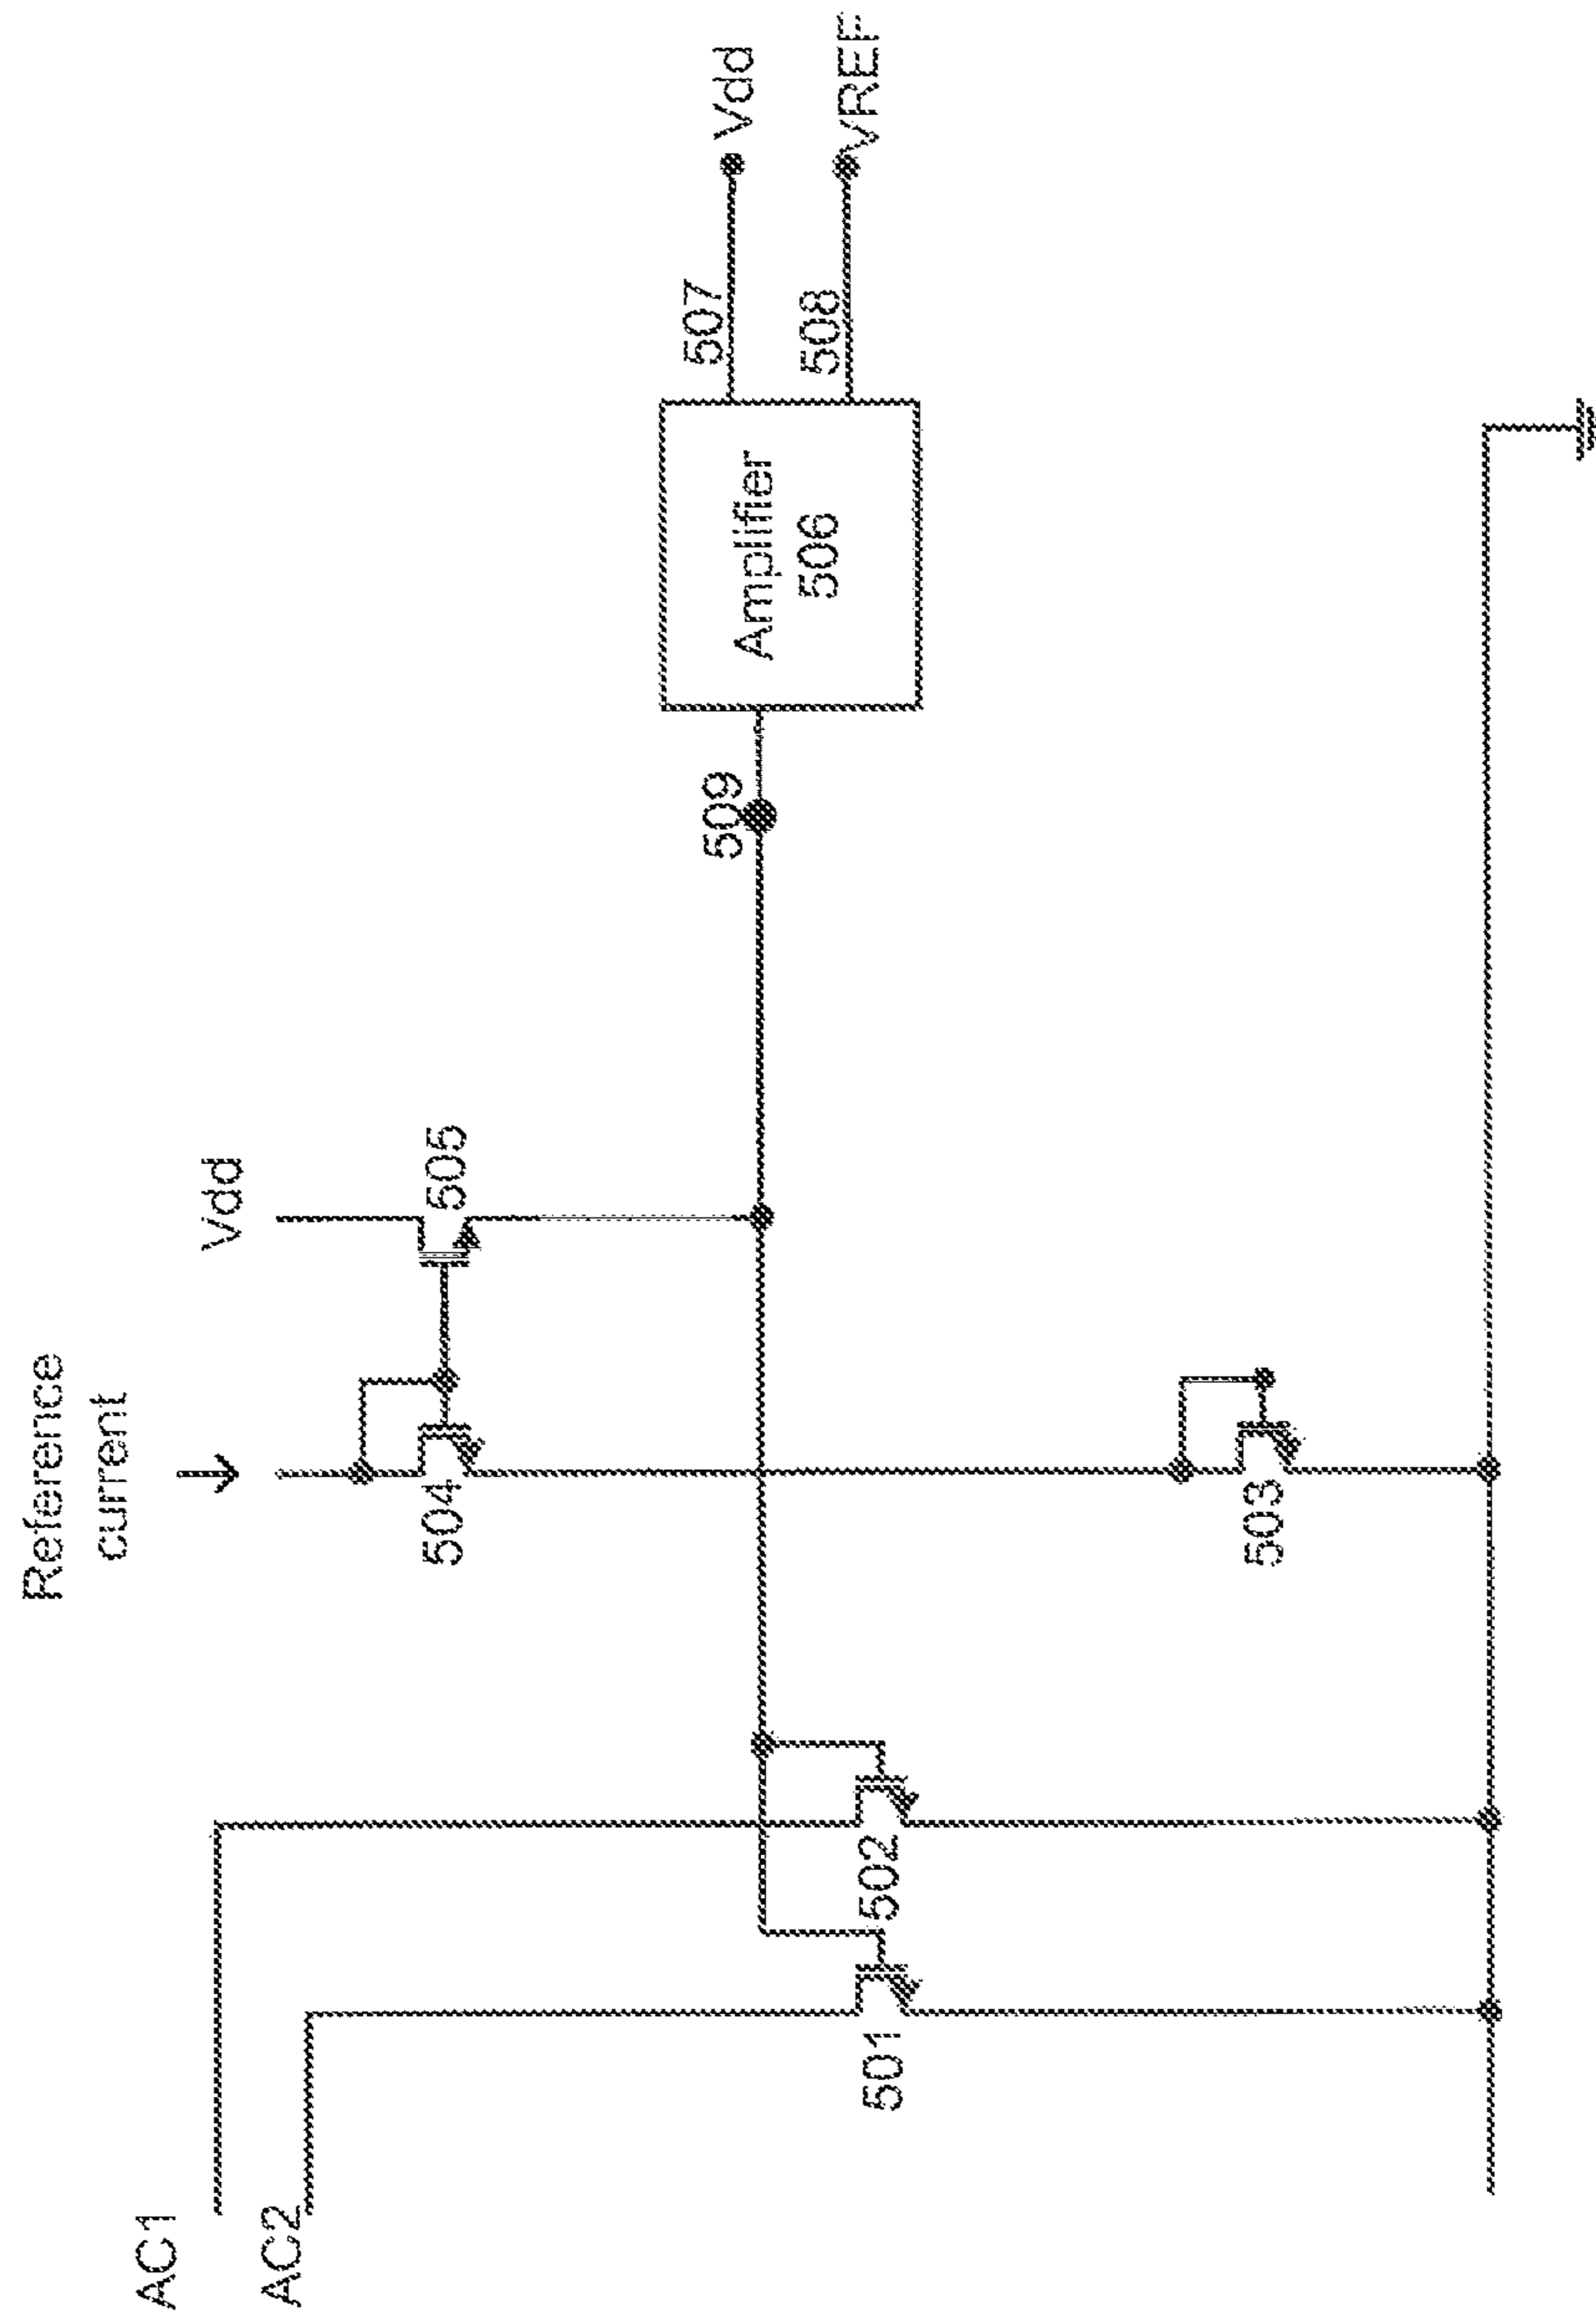 Reference
current
Vdd
AC1
AC2
504
505
509
507
Vdd
Amplifier
506
508
VREF
501
502
503